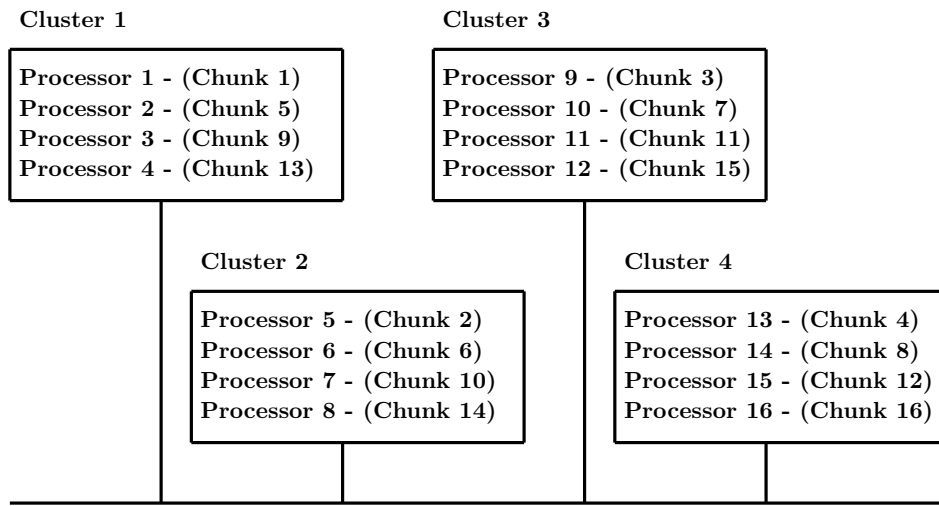 Cluster 1
Processor 1 - (Chunk 1)
Processor 2 - (Chunk 5)
Processor 3 - (Chunk 9)
Processor 4 - (Chunk 13)
Cluster 3
Processor 9 - (Chunk 3)
Processor 10 - (Chunk 7)
Processor 11 - (Chunk 11)
Processor 12 - (Chunk 15)
Cluster 2
Processor 5 - (Chunk 2)
Processor 6 - (Chunk 6)
Processor 7 - (Chunk 10)
Processor 8 - (Chunk 14)
Cluster 4
Processor 13 - (Chunk 4)
Processor 14 - (Chunk 8)
Processor 15 - (Chunk 12)
Processor 16 - (Chunk 16)